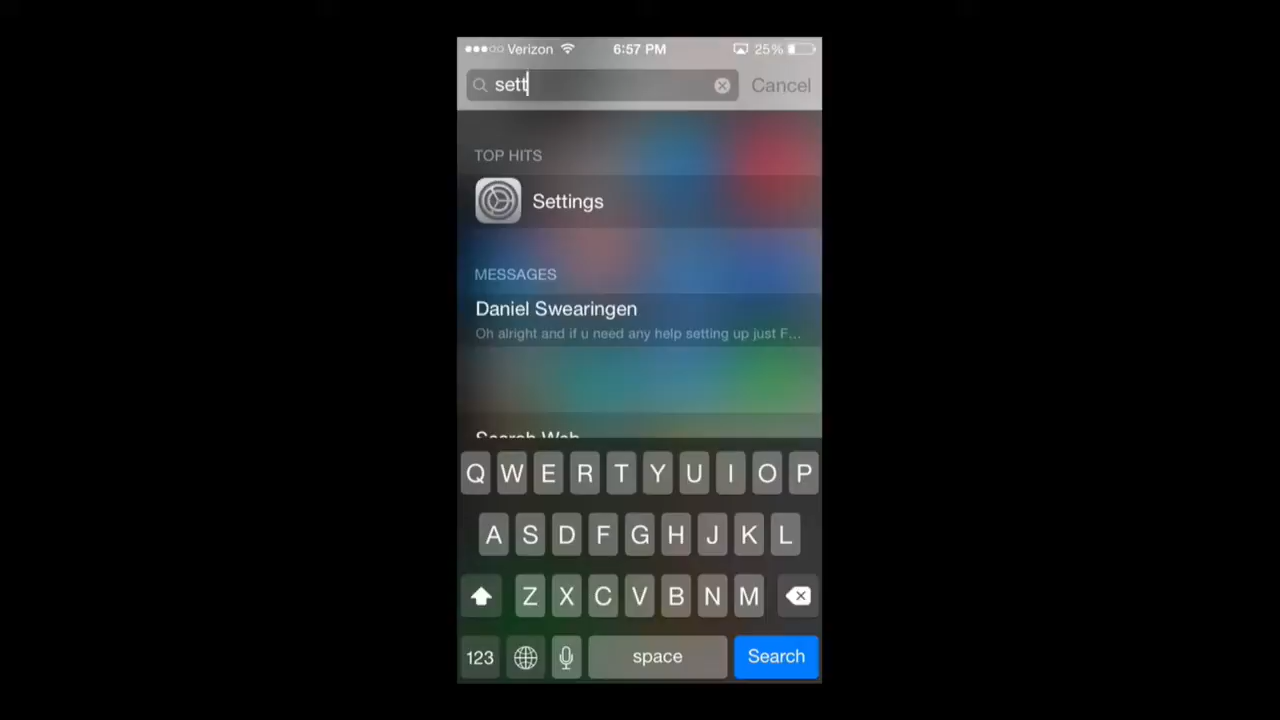 Verizon 6:57 PM 25%
sett Cancel
TOP HITS
Settings
MESSAGES
Daniel Swearingen
Oh alright and if u need any help setting up just F...
Search Web
Q W E R T Y U I O P
A S D F G H J K L
Z X C V B N M
123 space Search